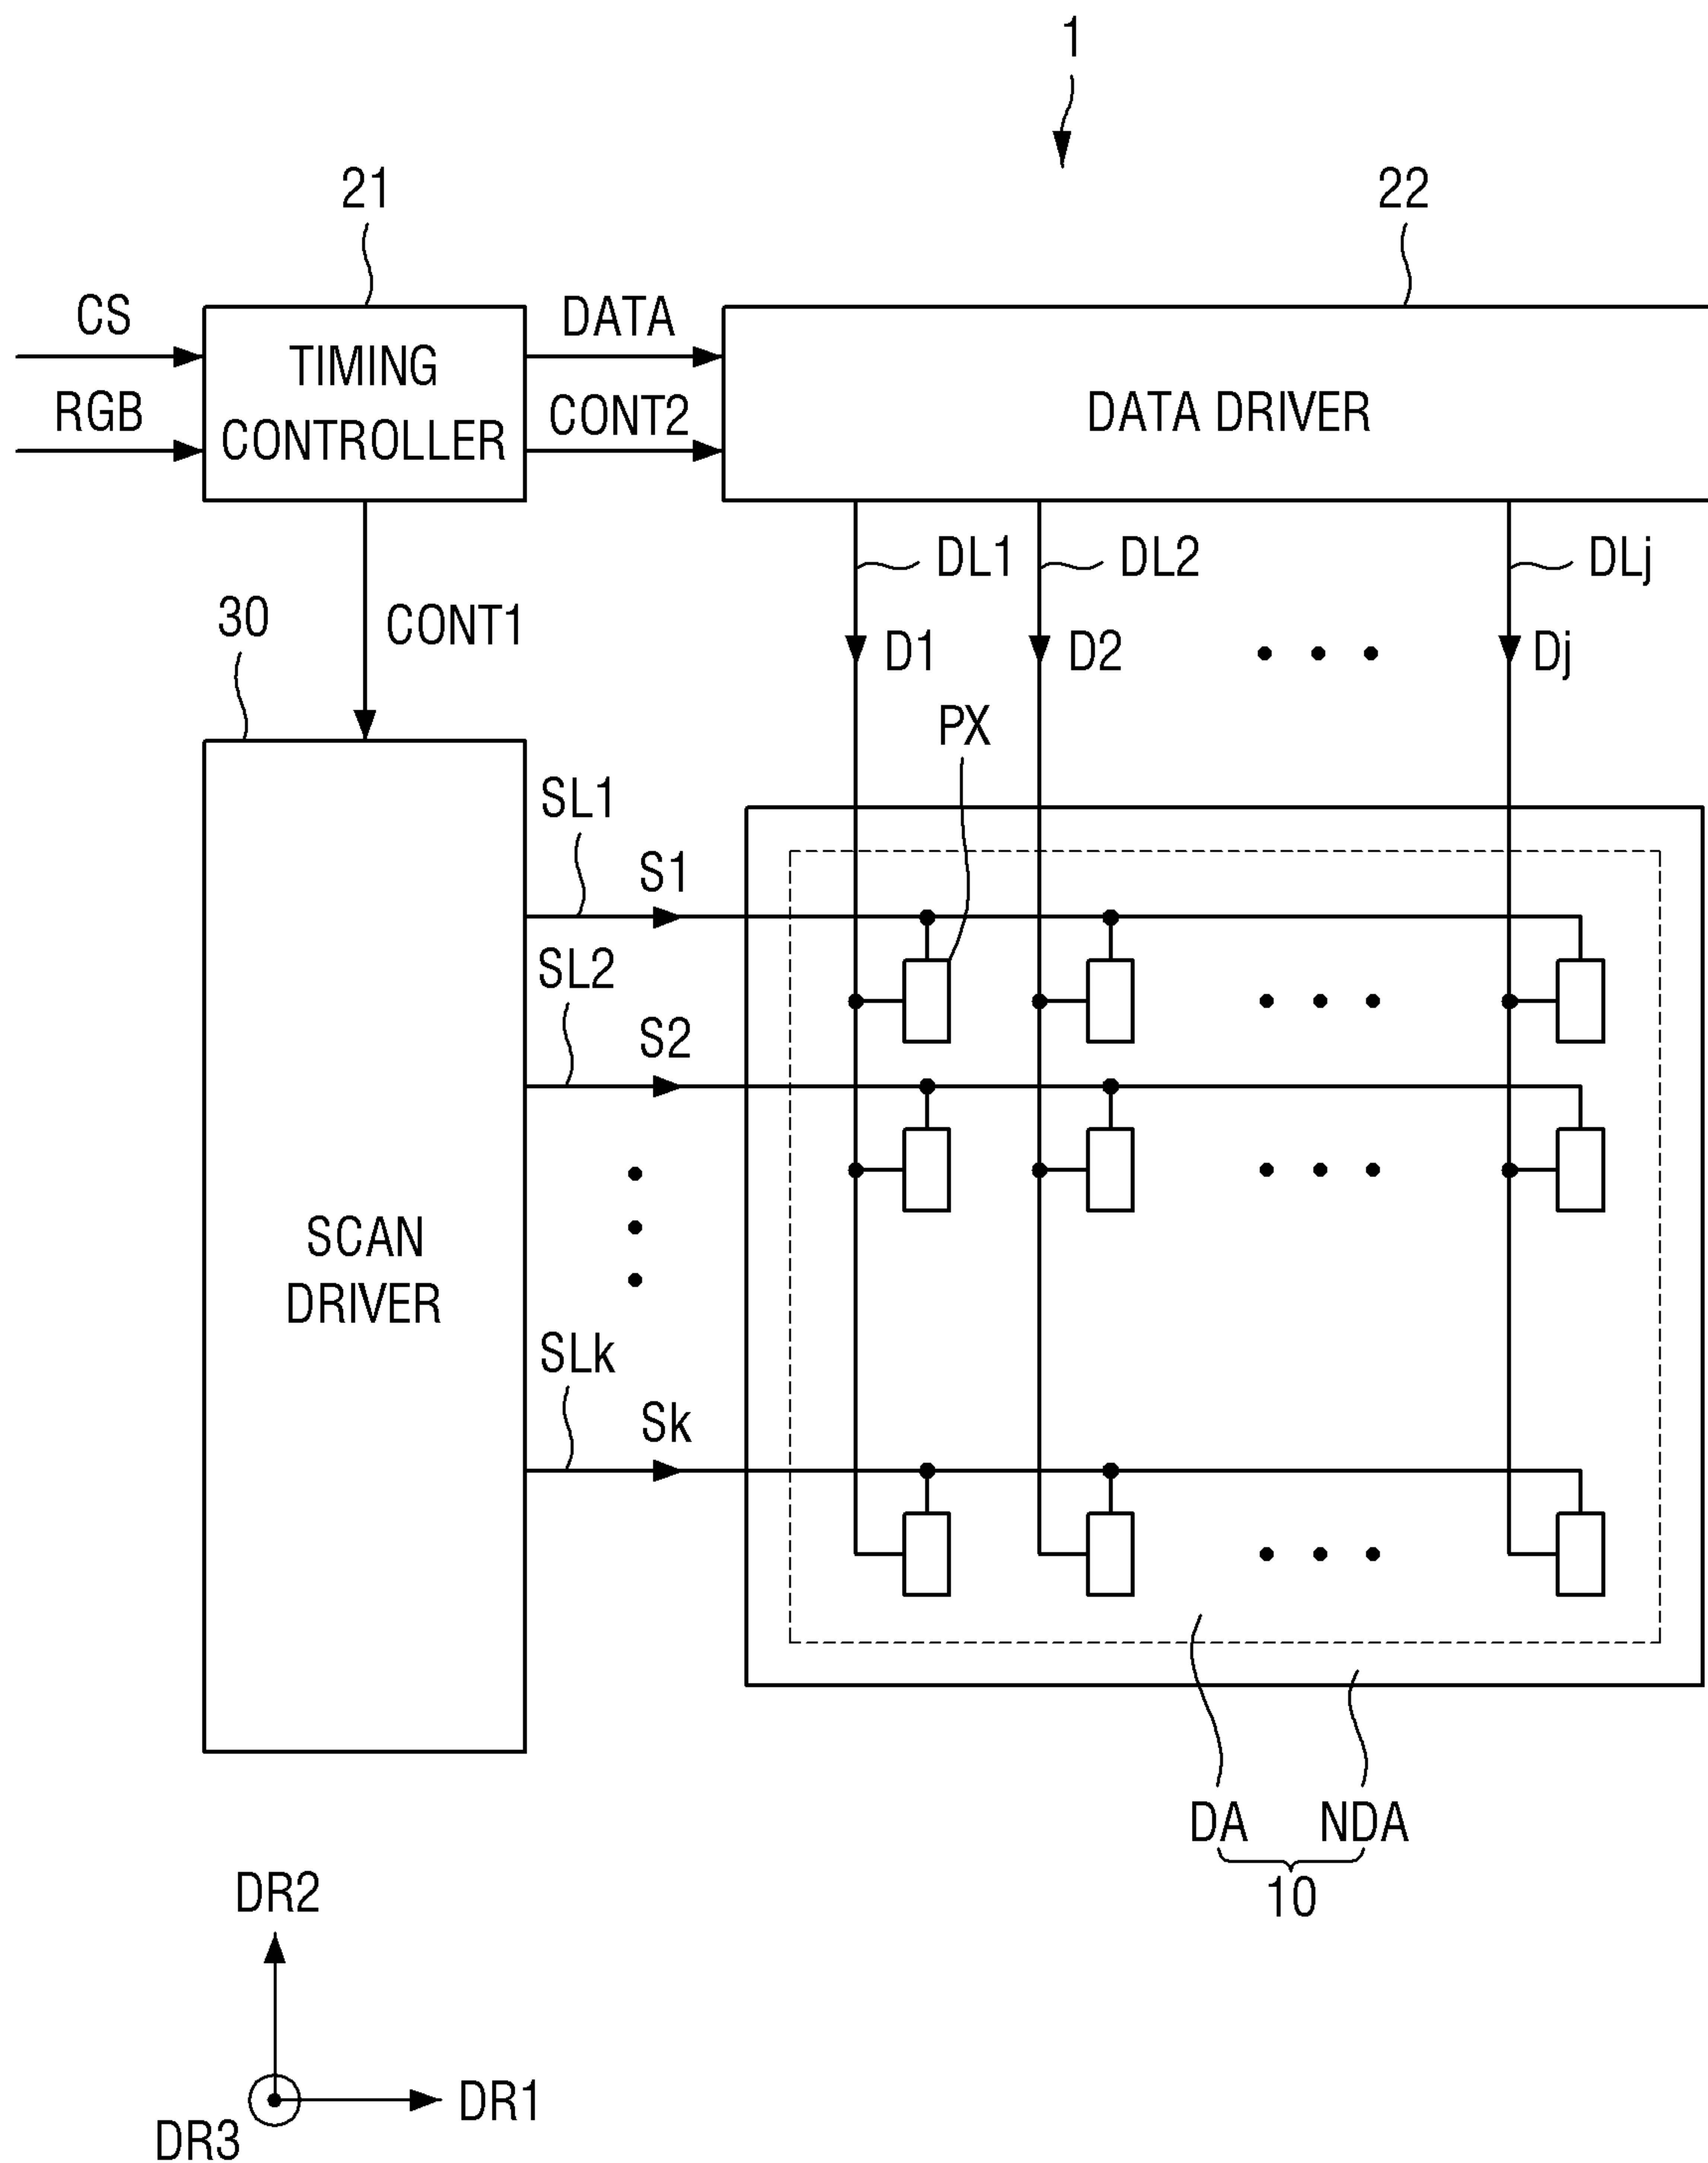 1
21
22
CS
DATA
TIMING
CONTROLLER
RGB
CONT2
DATA DRIVER
DL1
DL2
DLj
30
CONT1
D1
D2
Dj
PX
SL1
S1
SL2
S2
SCAN
DRIVER
SLk
Sk
DA
NDA
10
DR2
DR1
DR3